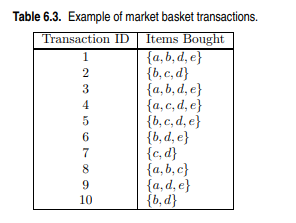 Table 6.3. Example of market basket transactions.
Transaction ID Items Bought
1 {a, b, d, e}
2 {b, c, d}
3 {a, b, d, e}
4 {a, c, d, e}
5 {b, c, d, e}
6 {b, d, e}
7 {c, d}
8 {a, b, c}
9 {a, d, e}
10 {b, d}